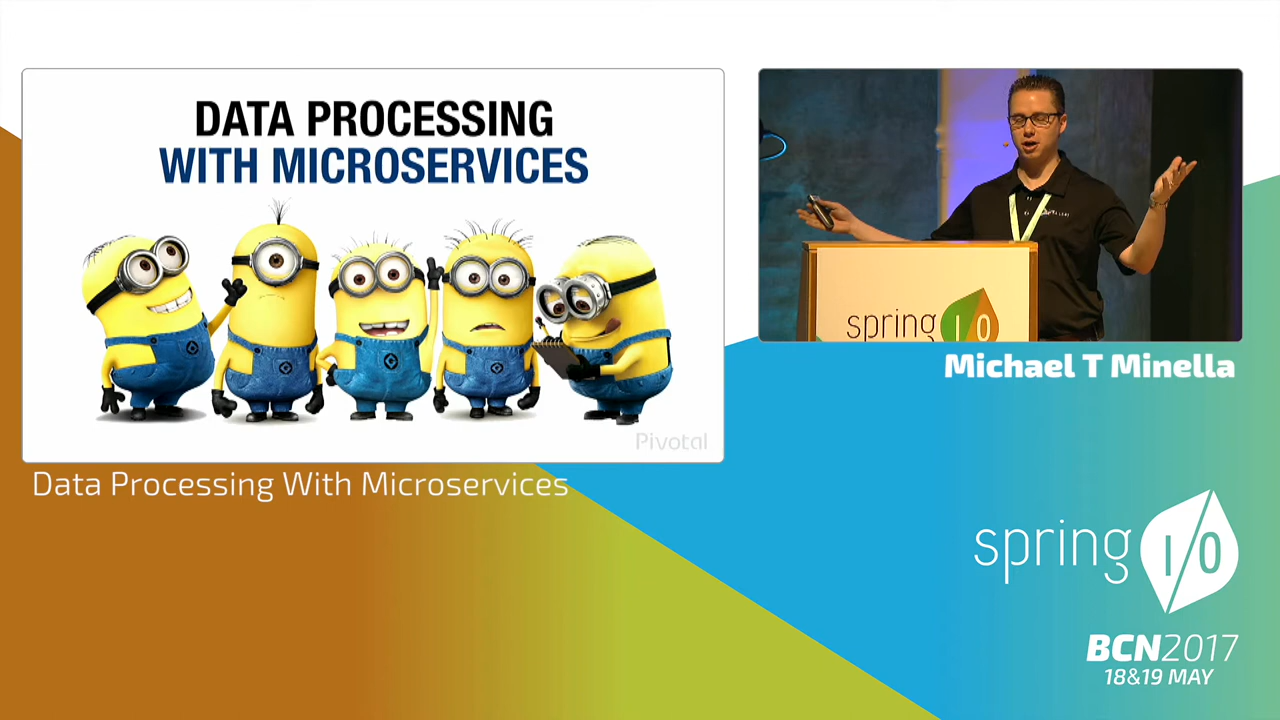 DATA PROCESSING
WITH MICROSERVICES
Pivotal
Data Processing With Microservices
spring I/O
Michael T Minella
spring I/O
BCN2017
18&19 MAY